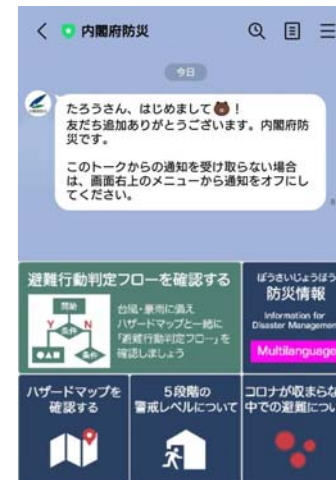 内閣府防災
今日
たろうさん、はじめまして！
友だち追加ありがとうございます。内閣府防
災です。
このトークからの通知を受け取らない場合
は、画面右上のメニューから通知をオフにし
てください。
避難行動判定フローを確認する
開始
Y
条件
N
条件
台風・豪雨に備え
ハザードマップと一緒に
「避難行動判定フロー」を
確認しましょう
ぼうさいじょうほう
防災情報
Information for
Disaster Management
Multilanguage
ハザードマップを
確認する
5段階の
警戒レベルについて
コロナが収まらな
中での避難につい